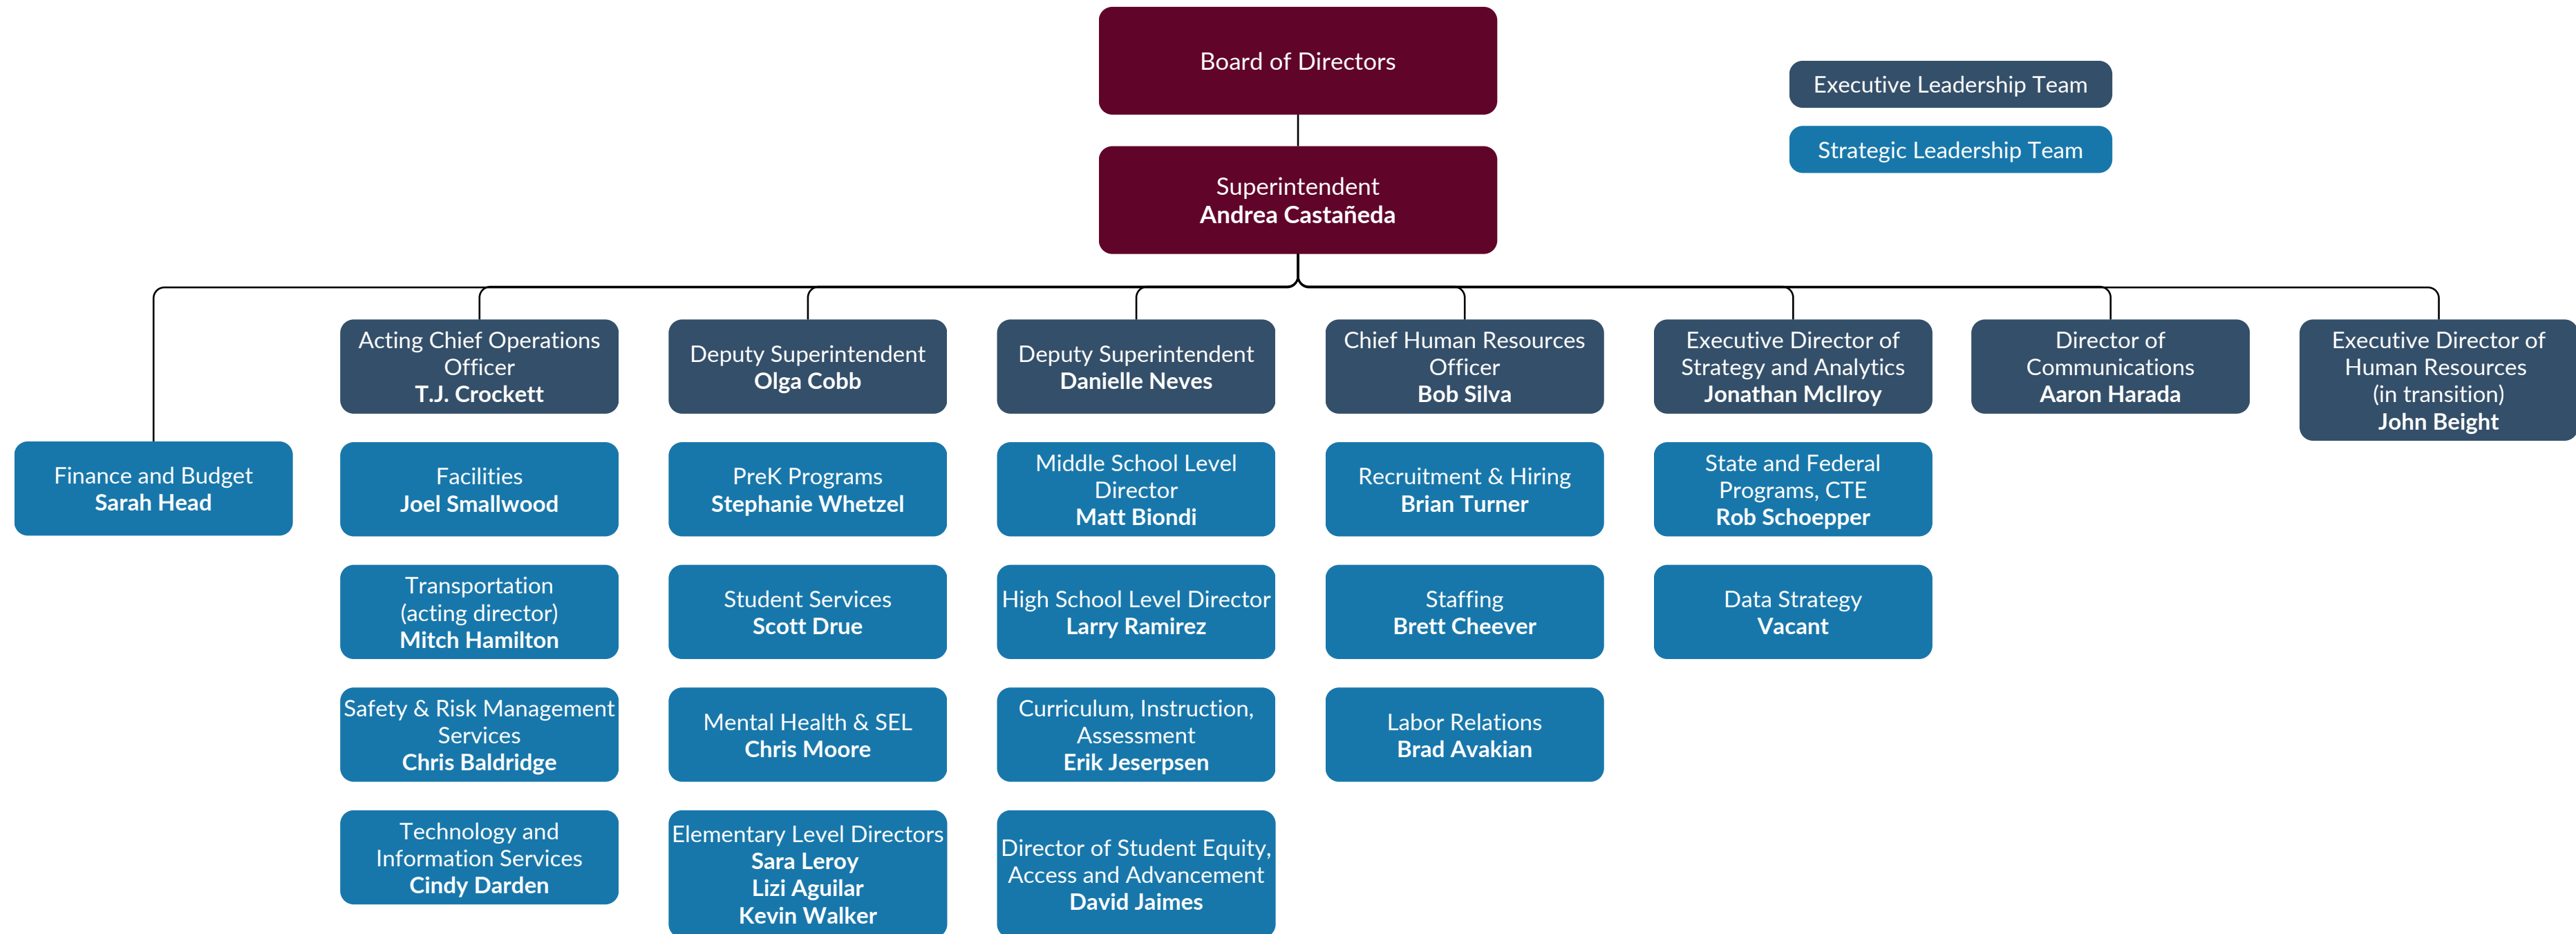 Board of Directors
Executive Leadership Team
Strategic Leadership Team
Superintendent
Andrea Castañeda
Acting Chief Operations
Officer
T.J. Crockett
Deputy Superintendent
Olga Cobb
Deputy Superintendent
Danielle Neves
Chief Human Resources
Officer
Bob Silva
Executive Director of
Strategy and Analytics
Jonathan McIlroy
Director of
Communications
Aaron Harada
Executive Director of
Human Resources
(in transition)
John Beight
Finance and Budget
Sarah Head
Facilities
Joel Smallwood
PreK Programs
Stephanie Whetzel
Middle School Level
Director
Matt Biondi
Recruitment & Hiring
Brian Turner
State and Federal
Programs, CTE
Rob Schoepper
Transportation
(acting director)
Mitch Hamilton
Student Services
Scott Drue
High School Level Director
Larry Ramirez
Staffing
Brett Cheever
Data Strategy
Vacant
Safety & Risk Management
Services
Chris Baldridge
Mental Health & SEL
Chris Moore
Curriculum, Instruction,
Assessment
Erik Jeserpsen
Labor Relations
Brad Avakian
Technology and
Information Services
Cindy Darden
Elementary Level Directors
Sara Leroy
Lizi Aguilar
Kevin Walker
Director of Student Equity,
Access and Advancement
David Jaimes